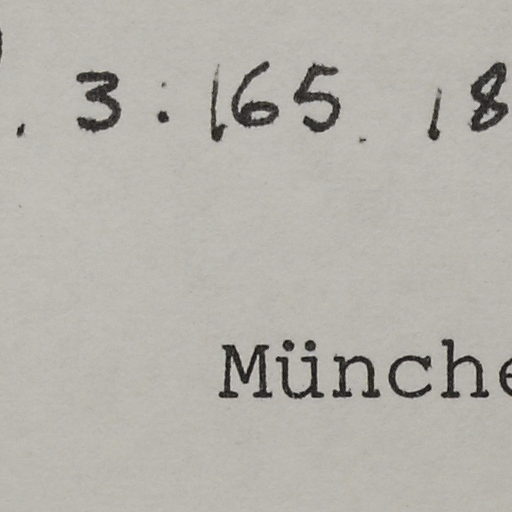 . 3 : 165 . 18
Münche